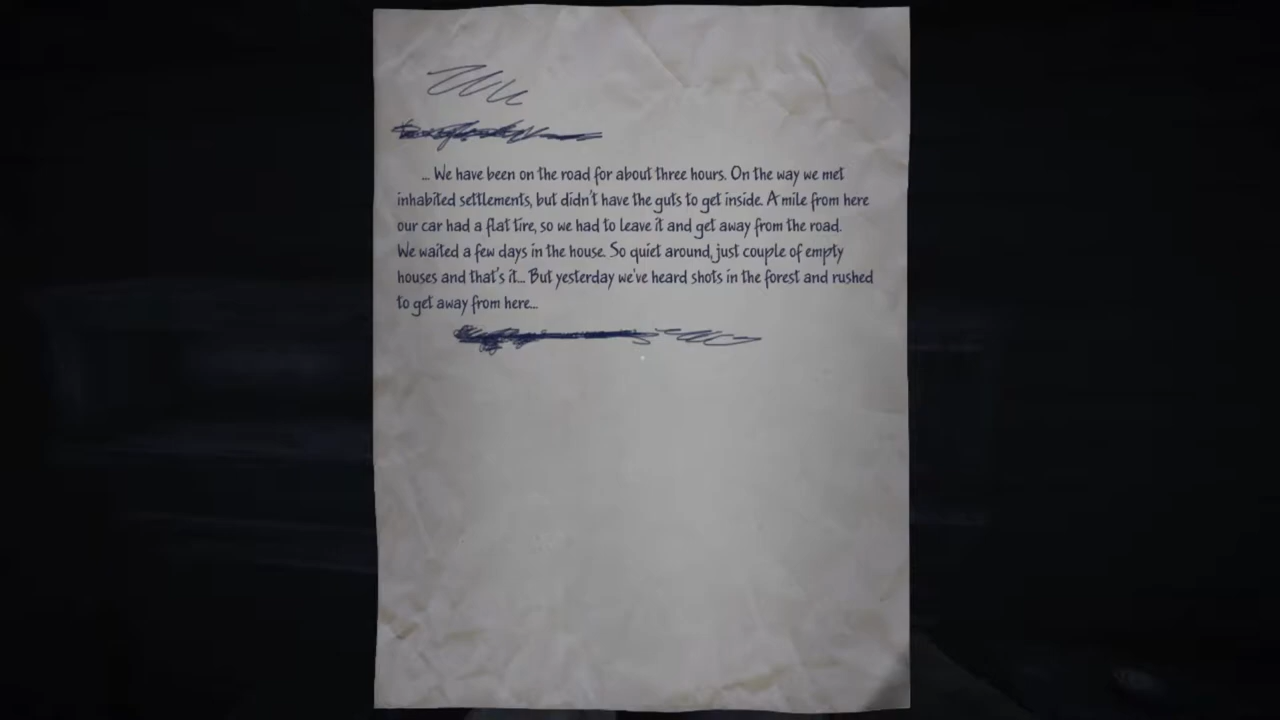 ... We have been on the road for about three hours. On the way we met
inhabited settlements, but didn't have the guts to get inside. A mile from here
our car had a flat tire, so we had to leave it and get away from the road.
We waited a few days in the house. So quiet around, just couple of empty
houses and that's it... But yesterday we've heard shots in the forest and rushed
to get away from here...